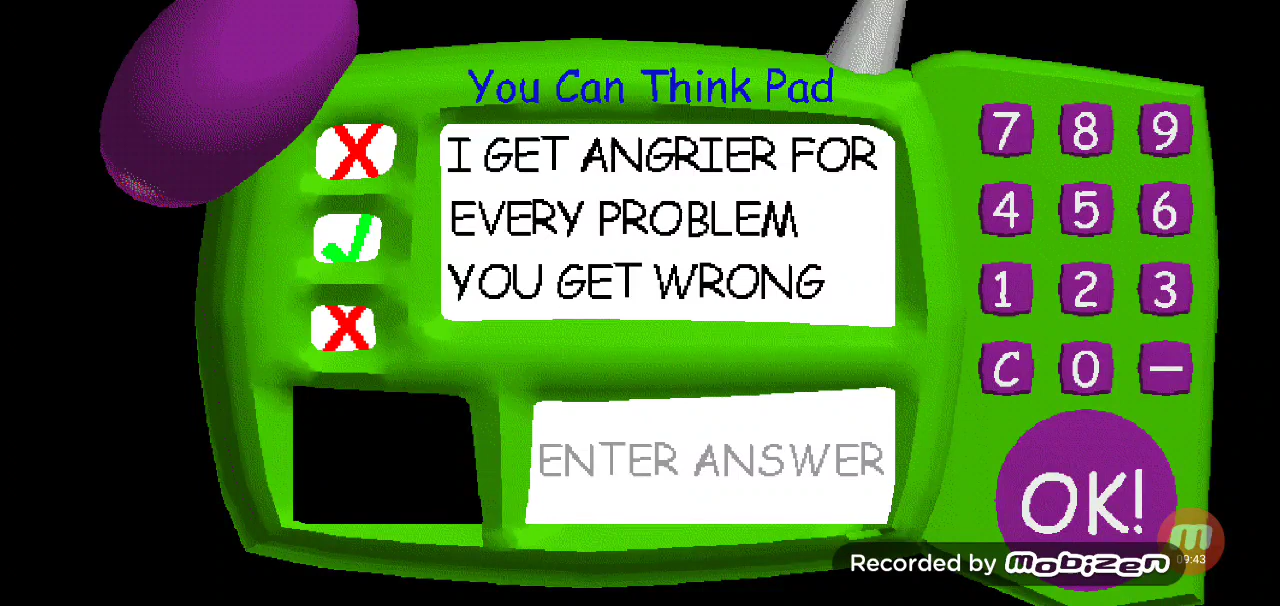 You Can Think Pad
I GET ANGRIER FOR
EVERY PROBLEM
YOU GET WRONG
ENTER ANSWER
7 8 9
4 5 6
1 2 3
C 0 —
OK!
Recorded by mobizen
09:43